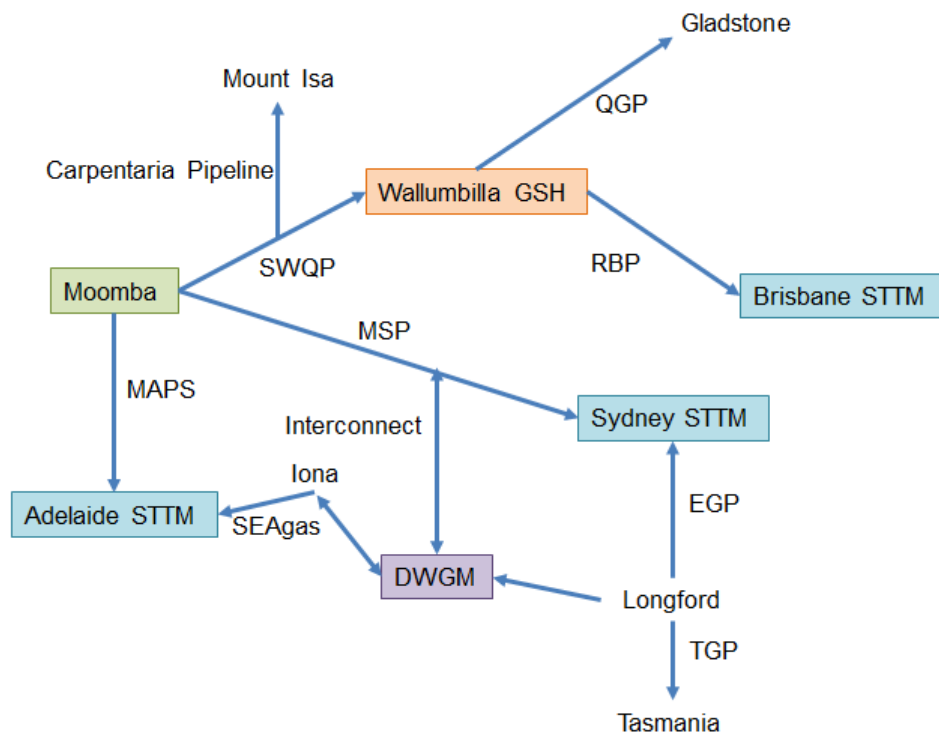 Gladstone
Mount Isa
QGP
Carpentaria Pipeline
Wallumbilla GSH
SWQP
RBP
Moomba
Brisbane STTM
MSP
MAPS
Sydney STTM
Interconnect
Iona
EGP
Adelaide STTM
SEAgas
DWGM
Longford
TGP
Tasmania